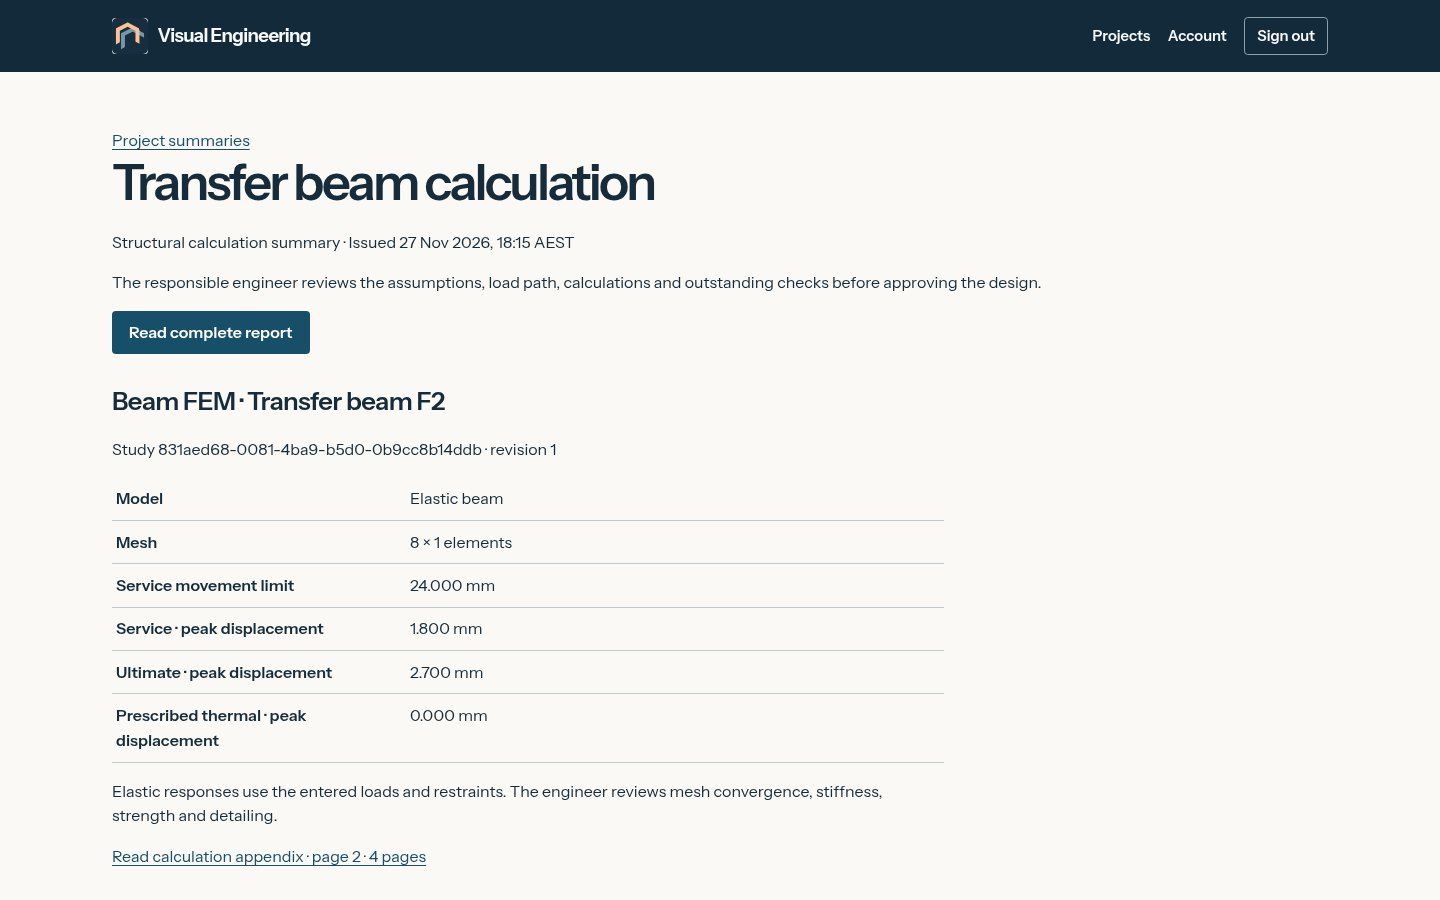 Visual Engineering
Projects
Account
Sign out
Project summaries
Transfer beam calculation
Structural calculation summary · Issued 27 Nov 2026, 18:15 AEST
The responsible engineer reviews the assumptions, load path, calculations and outstanding checks before approving the design.
Read complete report
Beam FEM · Transfer beam F2
Study 831aed68-0081-4ba9-b5d0-0b9cc8b14ddb · revision 1
Model Elastic beam
Mesh 8 × 1 elements
Service movement limit 24.000 mm
Service · peak displacement 1.800 mm
Ultimate · peak displacement 2.700 mm
Prescribed thermal · peak 0.000 mm
displacement
Elastic responses use the entered loads and restraints. The engineer reviews mesh convergence, stiffness,
strength and detailing.
Read calculation appendix · page 2 · 4 pages